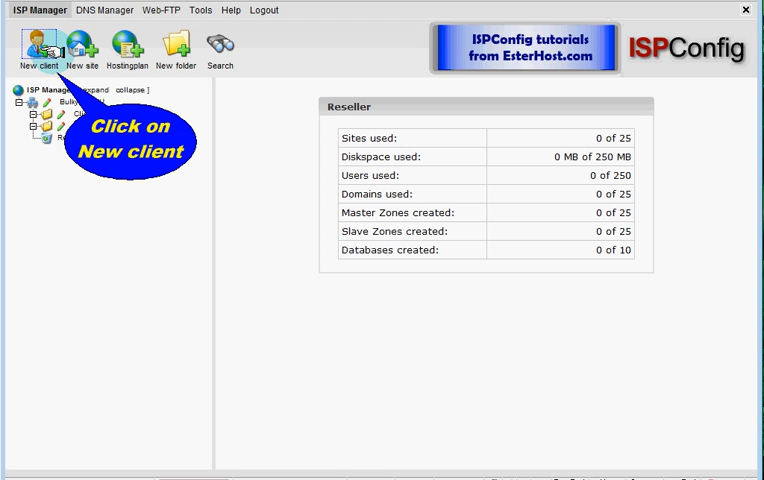 ISP Manager DNS Manager Web-FTP Tools Help Logout
New client New site Hostingplan New folder Search
ISPConfig tutorials
from EsterHost.com
ISPConfig
ISP Manage expand collapse ]
Bulky
Click on
New client
Reseller
Sites used: 0 of 25
Diskspace used: 0 MB of 250 MB
Users used: 0 of 250
Domains used: 0 of 25
Master Zones created: 0 of 25
Slave Zones created: 0 of 25
Databases created: 0 of 10